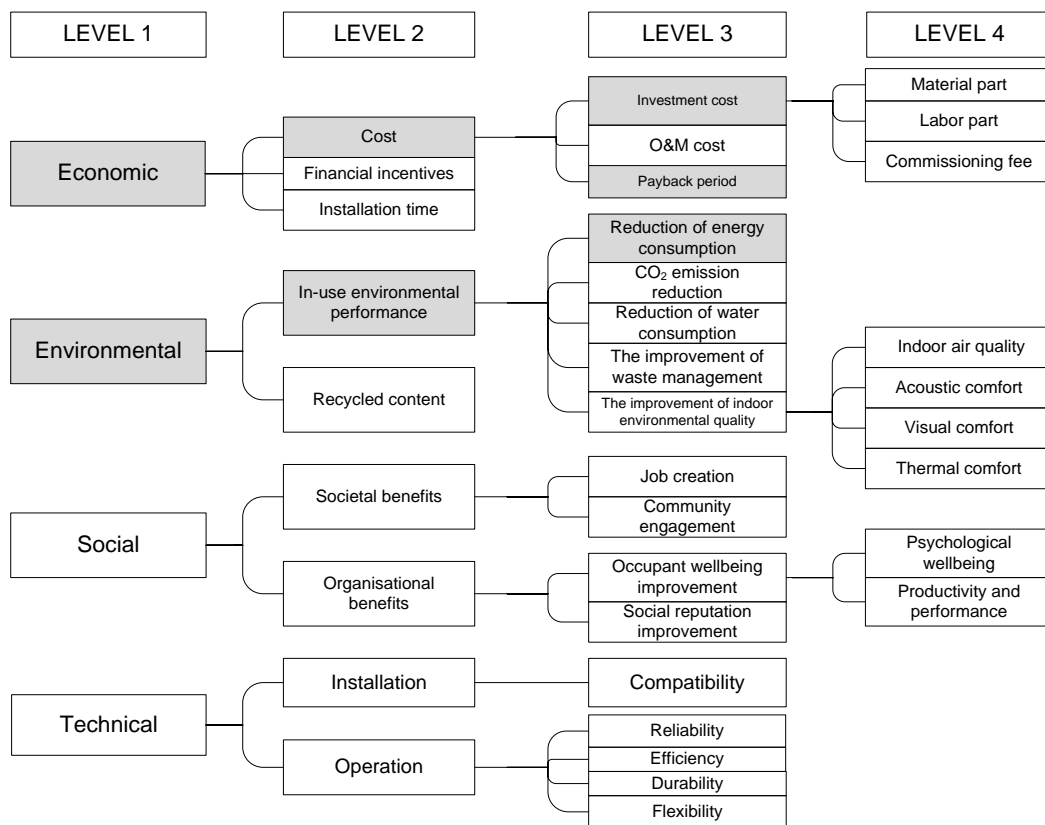 LEVEL 1
LEVEL 2
LEVEL 3
LEVEL 4
Economic
Cost
Financial incentives
Installation time
Investment cost
O&M cost
Payback period
Material part
Labor part
Commissioning fee
Environmental
In-use environmental
performance
Recycled content
Reduction of energy
consumption
CO₂ emission
reduction
Reduction of water
consumption
The improvement of
waste management
The improvement of indoor
environmental quality
Indoor air quality
Acoustic comfort
Visual comfort
Thermal comfort
Social
Societal benefits
Organisational
benefits
Job creation
Community
engagement
Occupant wellbeing
improvement
Social reputation
improvement
Psychological
wellbeing
Productivity and
performance
Technical
Installation
Operation
Compatibility
Reliability
Efficiency
Durability
Flexibility